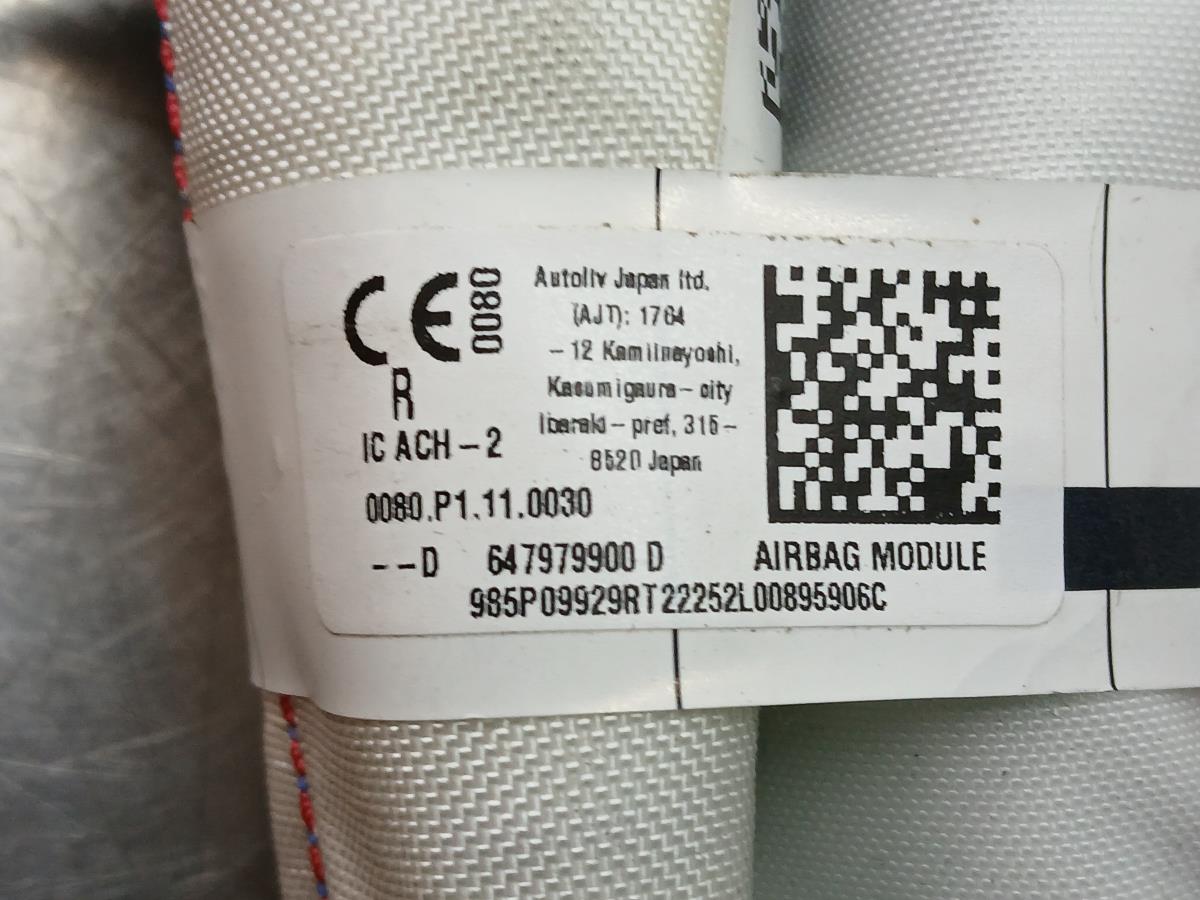 CE 0080
R
IC ACH-2
Autoliv Japan ltd.
(AJT): 1764
-12 Kamiinayoshi,
Kasumigaura-city
Ibaraki-pref, 315-
8520 Japan
0080.P1.11.0030
--D 647979900 D
AIRBAG MODULE
985P09929RT22252L00895906C